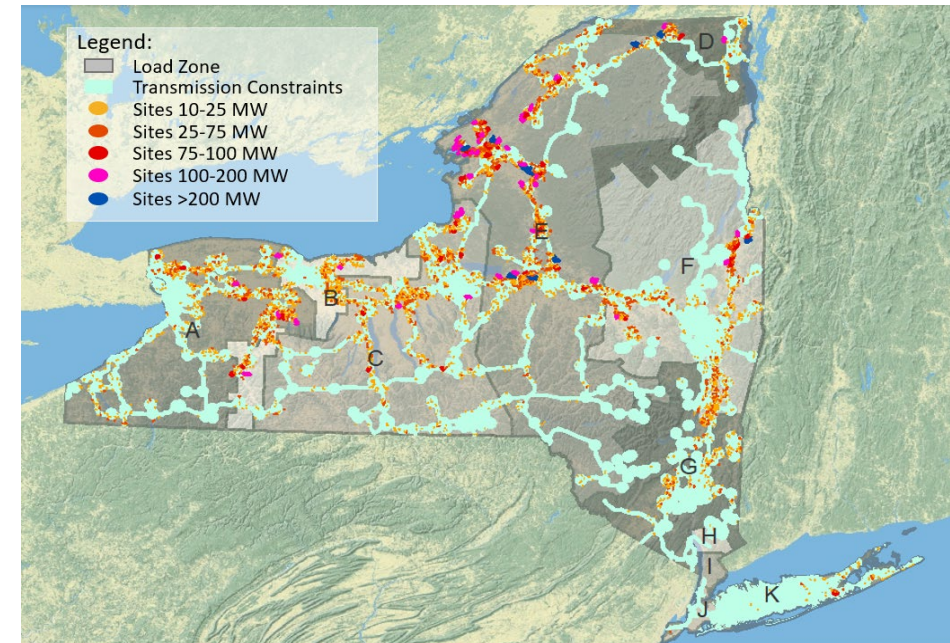 Legend:
Load Zone
Transmission Constraints
Sites 10-25 MW
Sites 25-75 MW
Sites 75-100 MW
Sites 100-200 MW
Sites >200 MW
D
E
F
B
A
C
G
H
I
K
J